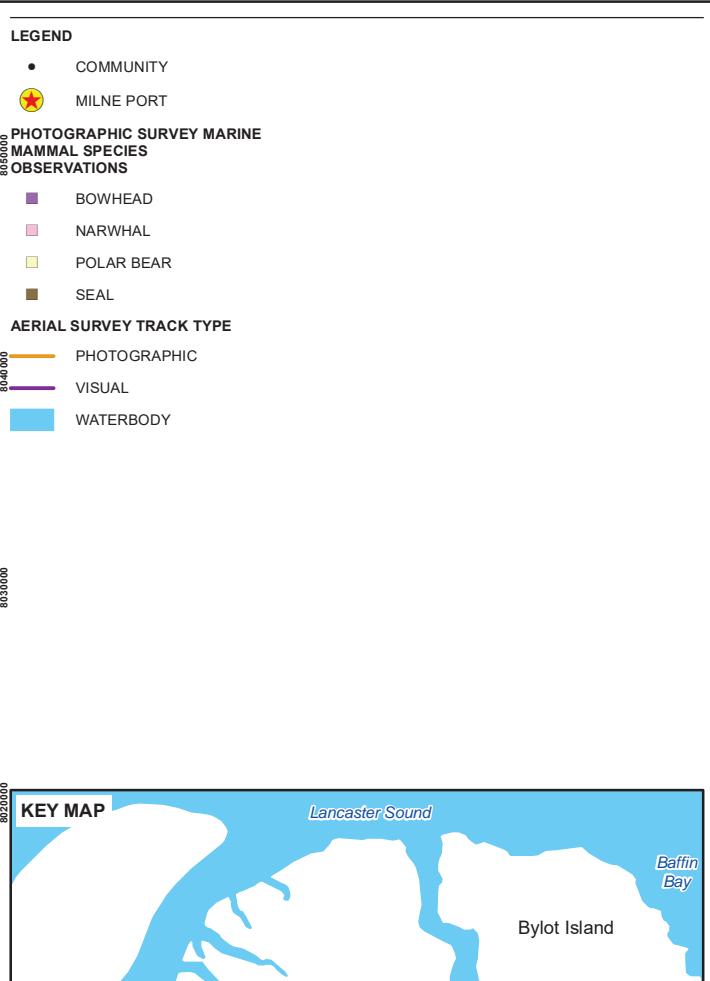 LEGEND
COMMUNITY
MILNE PORT
PHOTOGRAPHIC SURVEY MARINE
MAMMAL SPECIES
OBSERVATIONS
8050000
BOWHEAD
NARWHAL
POLAR BEAR
SEAL
AERIAL SURVEY TRACK TYPE
PHOTOGRAPHIC
8040000
VISUAL
WATERBODY
8030000
8020000
KEY MAP
Lancaster Sound
Baffin
Bay
Bylot Island